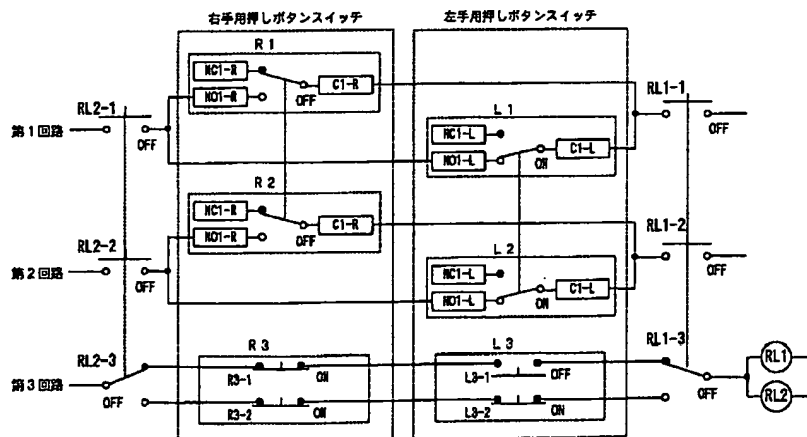 右手用押しボタンスイッチ
左手用押しボタンスイッチ
R1
NC1-R
C1-R
NO1-R
OFF
RL2-1
RL1-1
第1回路
OFF
OFF
L1
NC1-L
NO1-L
C1-L
ON
R2
NC1-R
C1-R
NO1-R
OFF
RL2-2
RL1-2
第2回路
OFF
OFF
L2
NC1-L
NO1-L
C1-L
ON
RL2-3
R3
L3
RL1-3
R3-1
ON
L3-1
OFF
RL1
第3回路
OFF
R3-2
ON
L3-2
ON
OFF
RL2